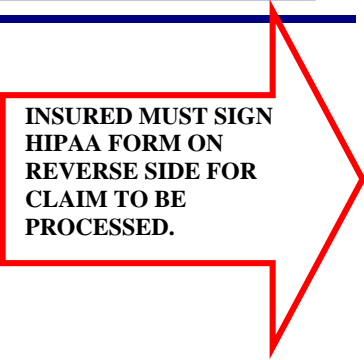 INSURED MUST SIGN
HIPAA FORM ON
REVERSE SIDE FOR
CLAIM TO BE
PROCESSED.